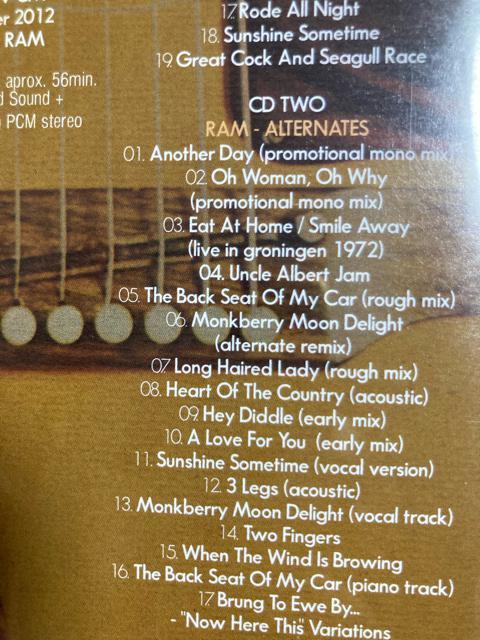 er 2012
RAM
aprox. 56min.
d Sound +
PCM stereo
17. Rode All Night
18. Sunshine Sometime
19. Great Cock And Seagull Race
CD TWO
RAM - ALTERNATES
01. Another Day (promotional mono mix)
02. Oh Woman, Oh Why
(promotional mono mix)
03. Eat At Home / Smile Away
(live in groningen 1972)
04. Uncle Albert Jam
05. The Back Seat Of My Car (rough mix)
06. Monkberry Moon Delight
(alternate remix)
07. Long Haired Lady (rough mix)
08. Heart Of The Country (acoustic)
09. Hey Diddle (early mix)
10. A Love For You (early mix)
11. Sunshine Sometime (vocal version)
12. 3 Legs (acoustic)
13. Monkberry Moon Delight (vocal track)
14. Two Fingers
15. When The Wind Is Browing
16. The Back Seat Of My Car (piano track)
17. Brung To Ewe By...
- "Now Here This" Variations